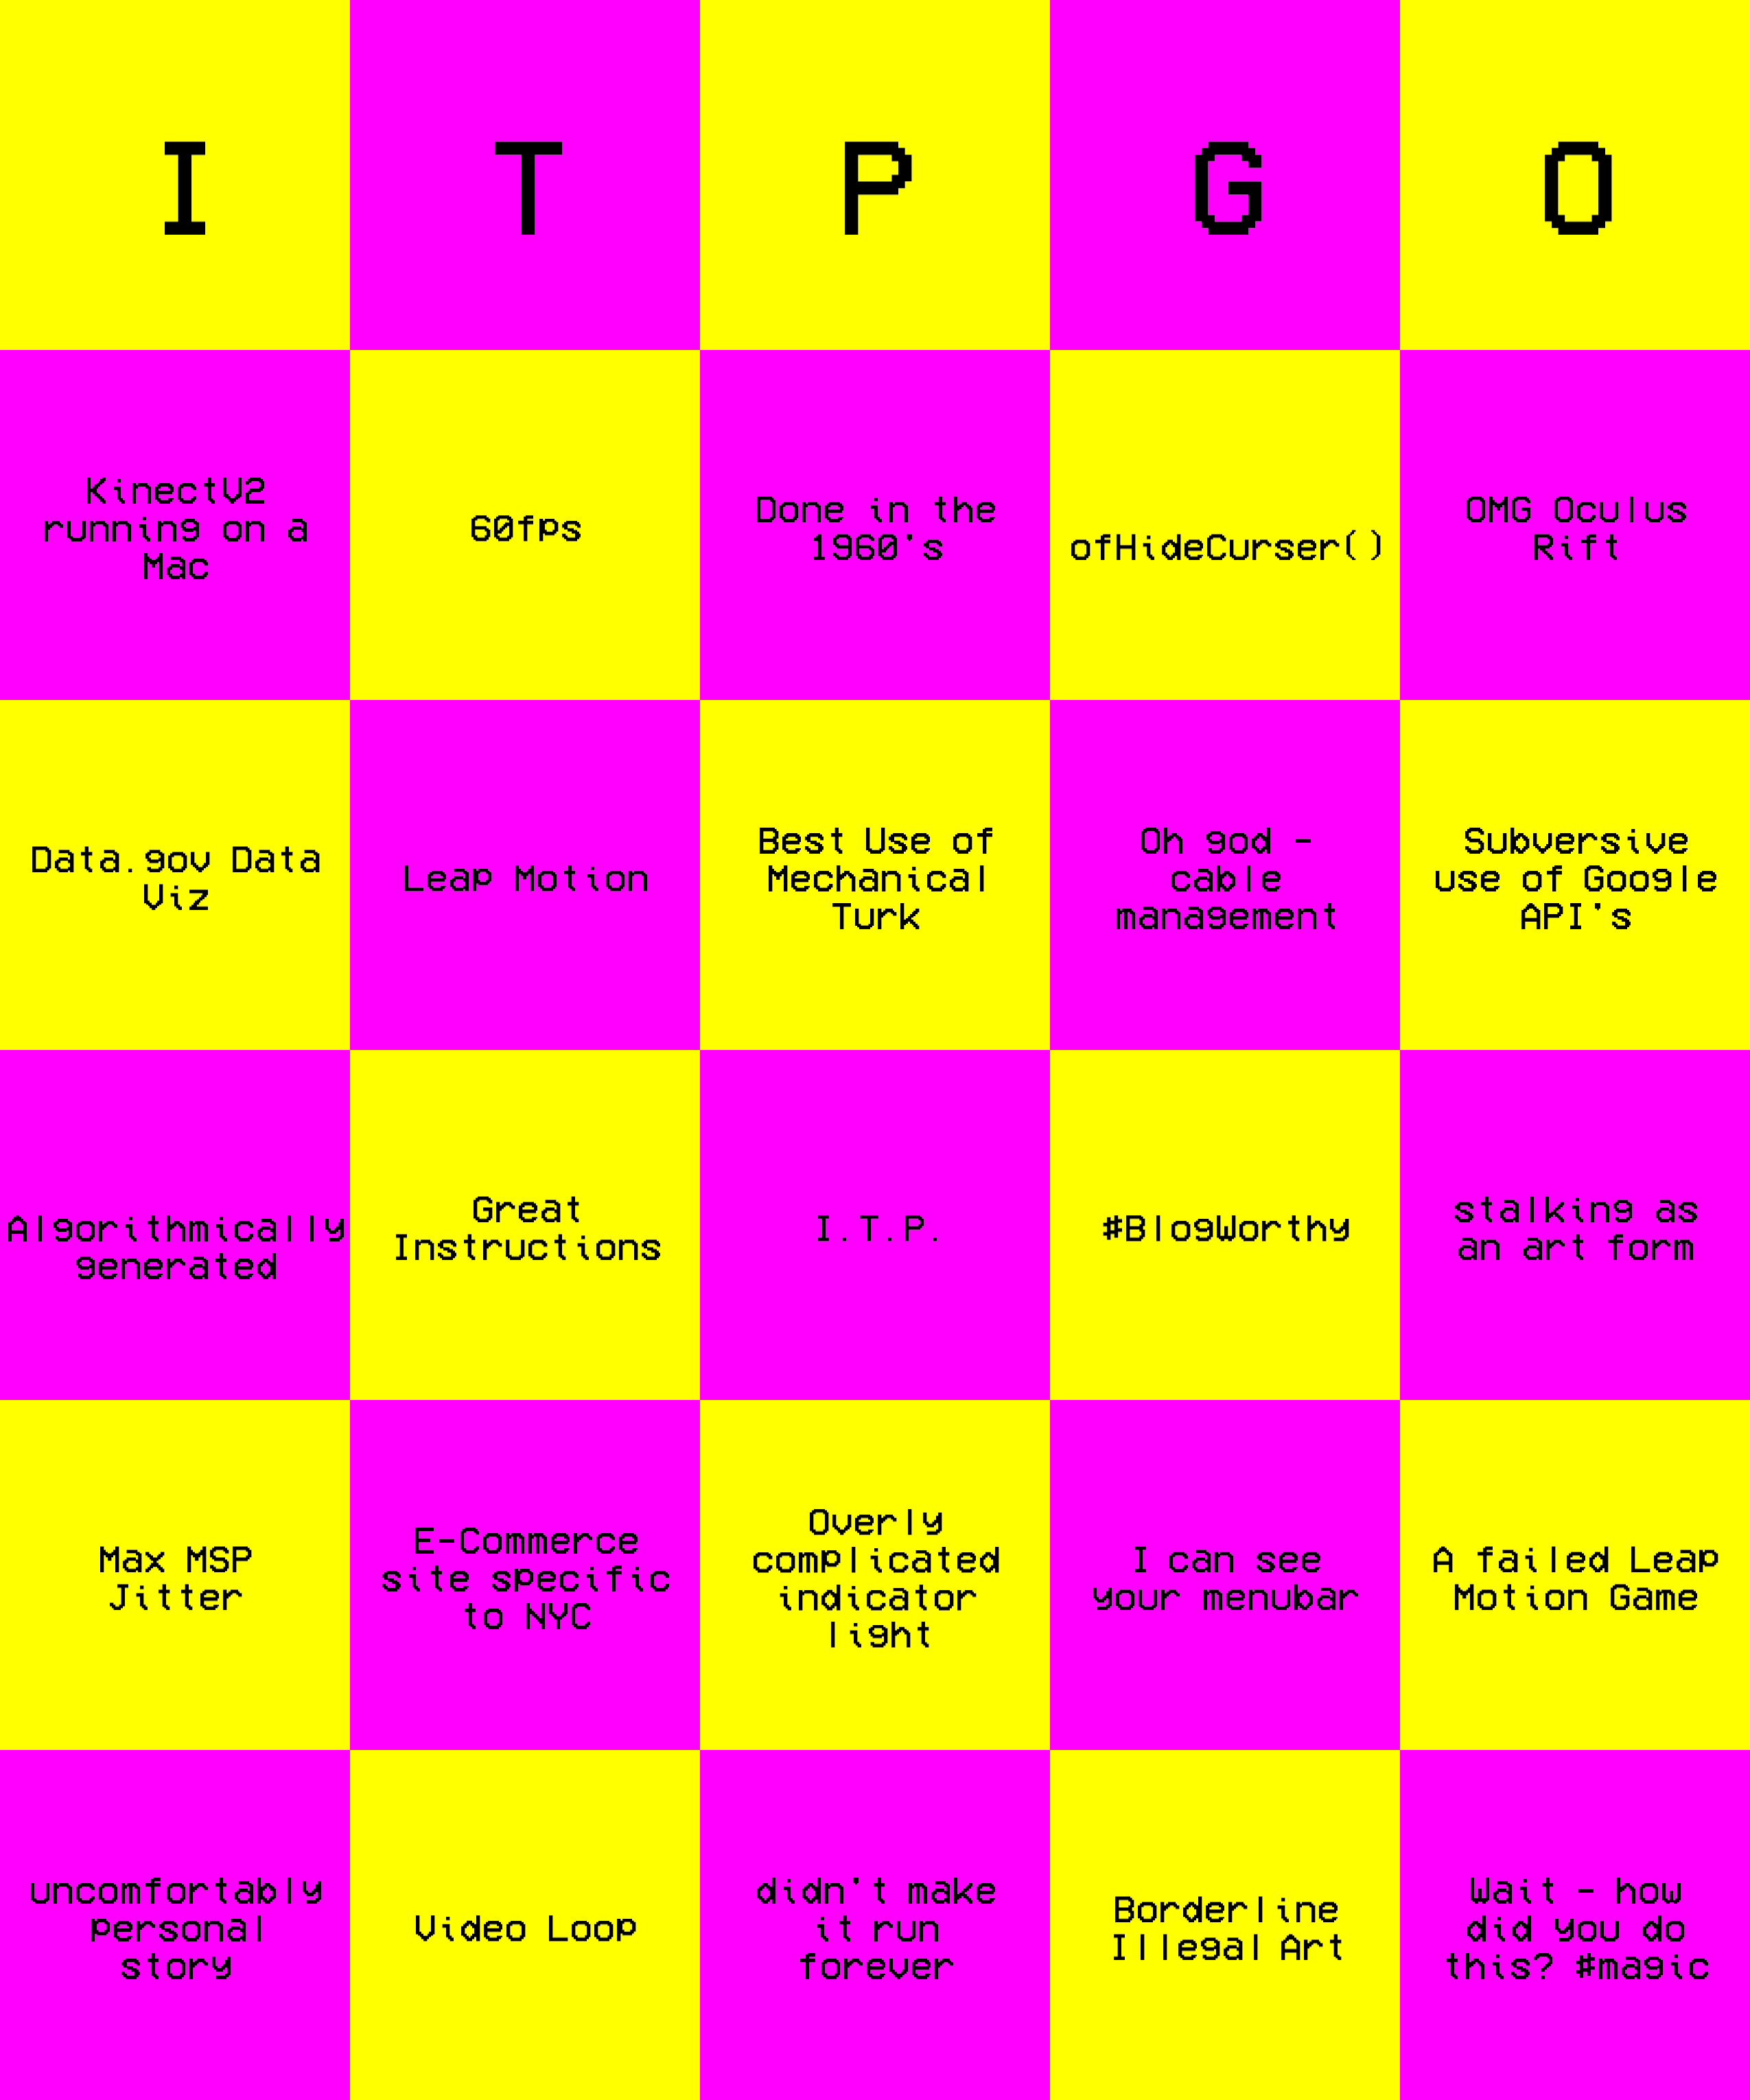 I T P G O
KinectV2
running on a
Mac
60fps
Done in the
1960's
ofHideCurser()
OMG Oculus
Rift
Data.gov Data
Viz
Leap Motion
Best Use of
Mechanical
Turk
Oh god -
cable
management
Subversive
use of Google
API's
Algorithmically
generated
Great
Instructions
I.T.P.
#BlogWorthy
stalking as
an art form
Max MSP
Jitter
E-Commerce
site specific
to NYC
Overly
complicated
indicator
light
I can see
your menubar
A failed Leap
Motion Game
uncomfortably
personal
story
Video Loop
didn't make
it run
forever
Borderline
Illegal Art
Wait - how
did you do
this? #magic